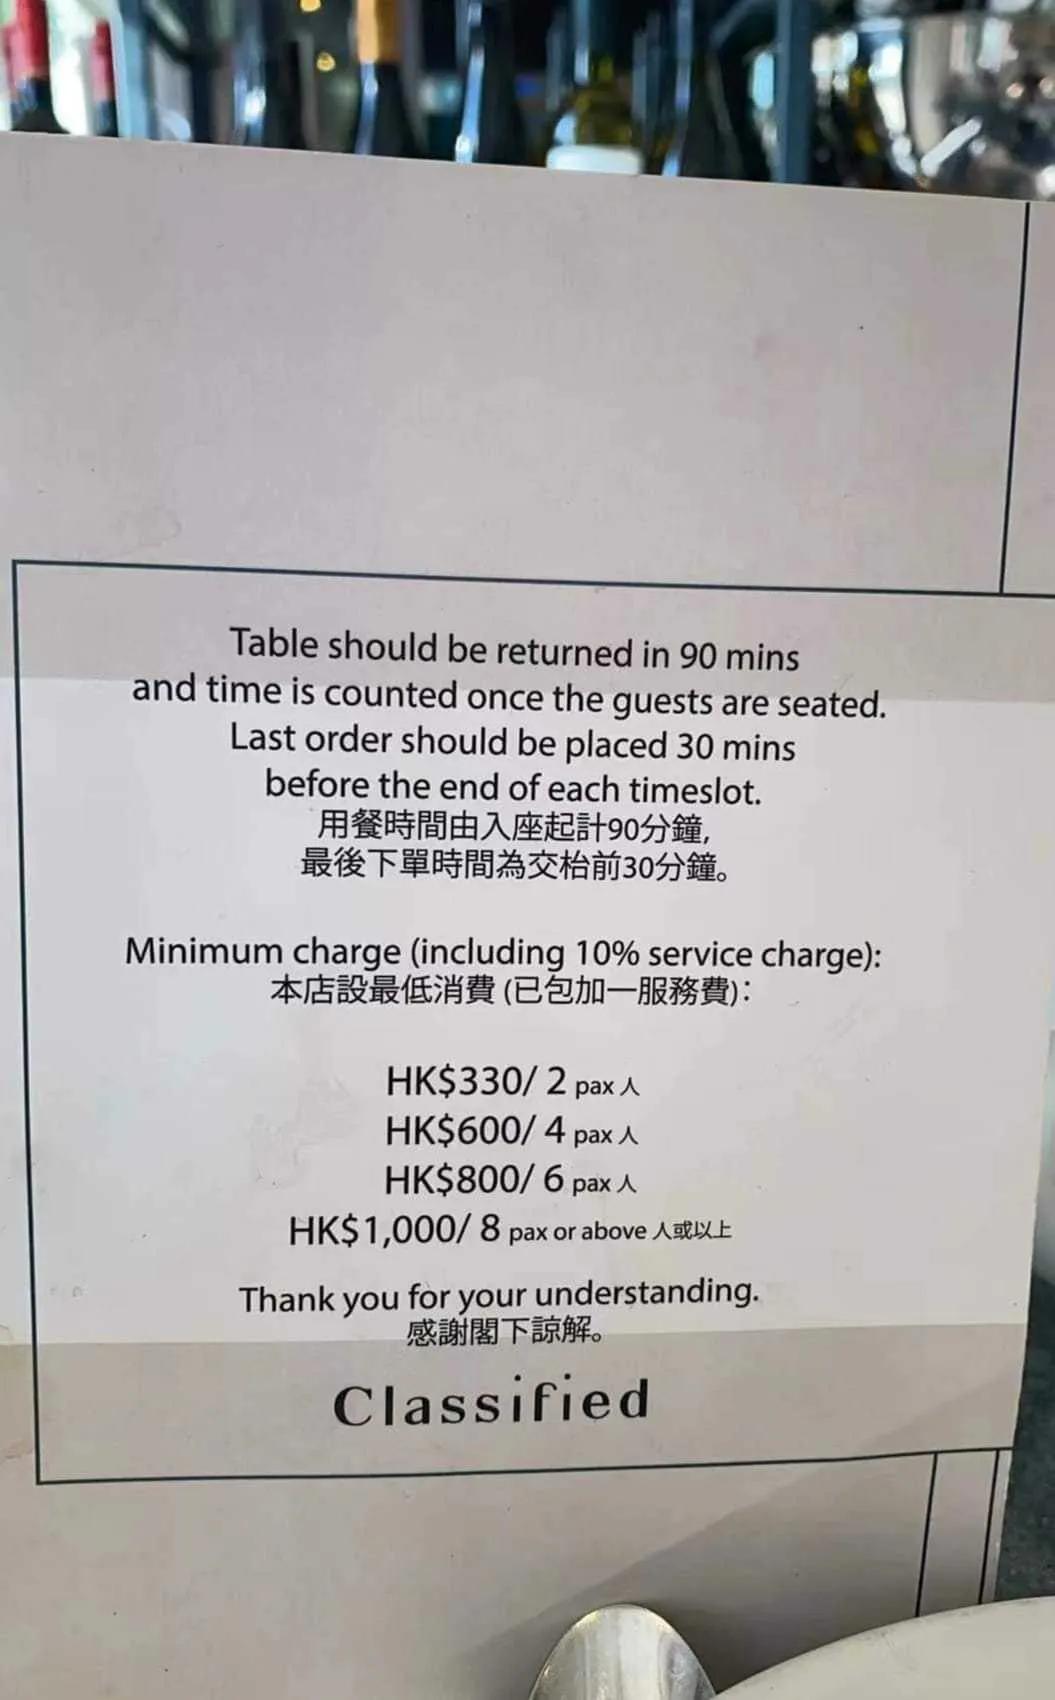 Table should be returned in 90 mins
and time is counted once the guests are seated.
Last order should be placed 30 mins
before the end of each timeslot.
用餐時間由入座起計90分鐘,
最後下單時間為交枱前30分鐘。
Minimum charge (including 10% service charge):
本店設最低消費 (已包加一服務費)：
HK$330/ 2 pax 人
HK$600/ 4 pax 人
HK$800/ 6 pax 人
HK$1,000/ 8 pax or above 人或以上
Thank you for your understanding.
感謝閣下諒解。
Classified